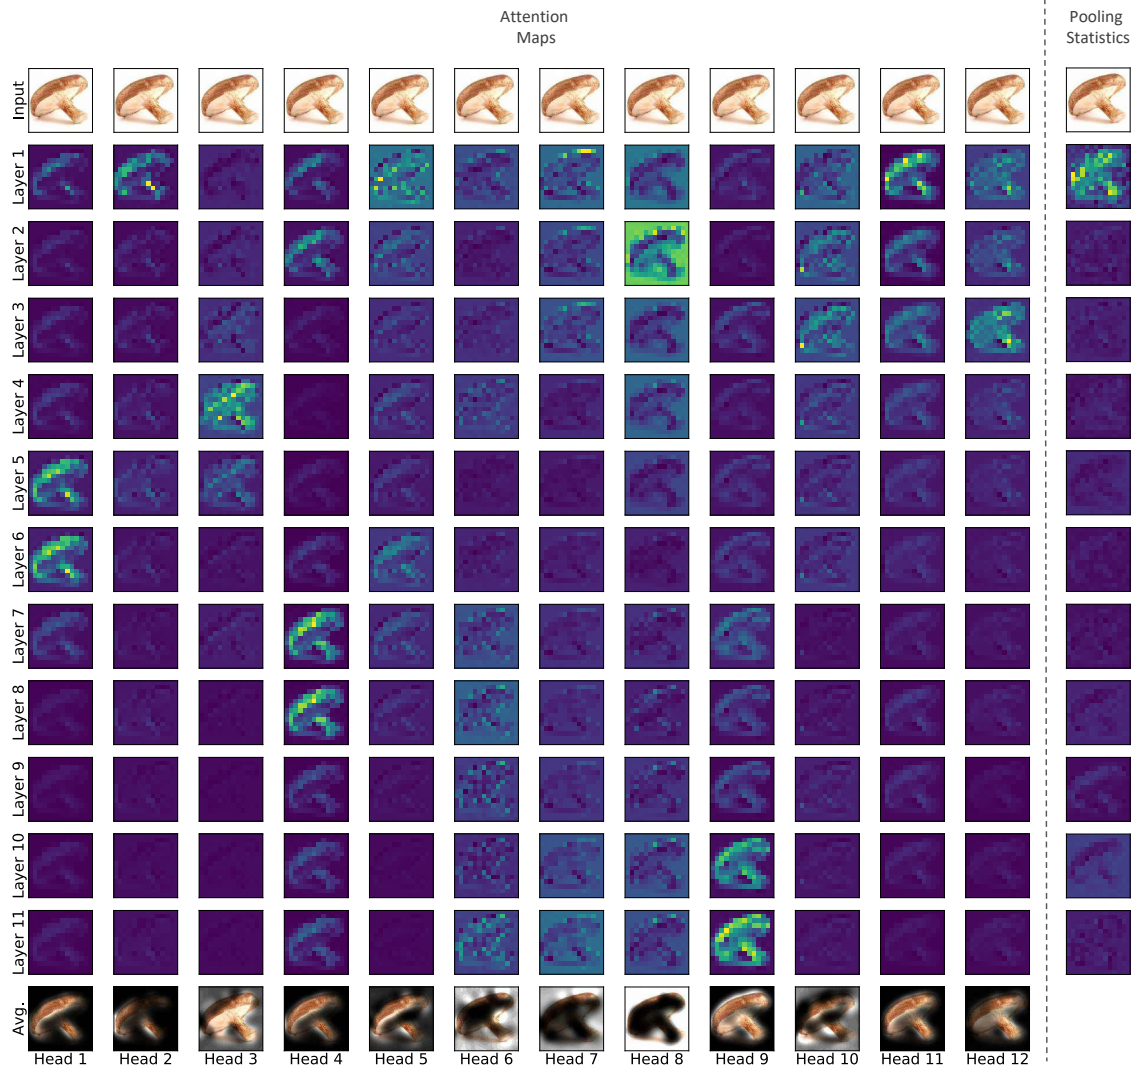 Attention
Maps
Pooling
Statistics
Input
Layer 1
Layer 2
Layer 3
Layer 4
Layer 5
Layer 6
Layer 7
Layer 8
Layer 9
Layer 10
Layer 11
Avg.
Head 1 Head 2 Head 3 Head 4 Head 5 Head 6 Head 7 Head 8 Head 9 Head 10 Head 11 Head 12